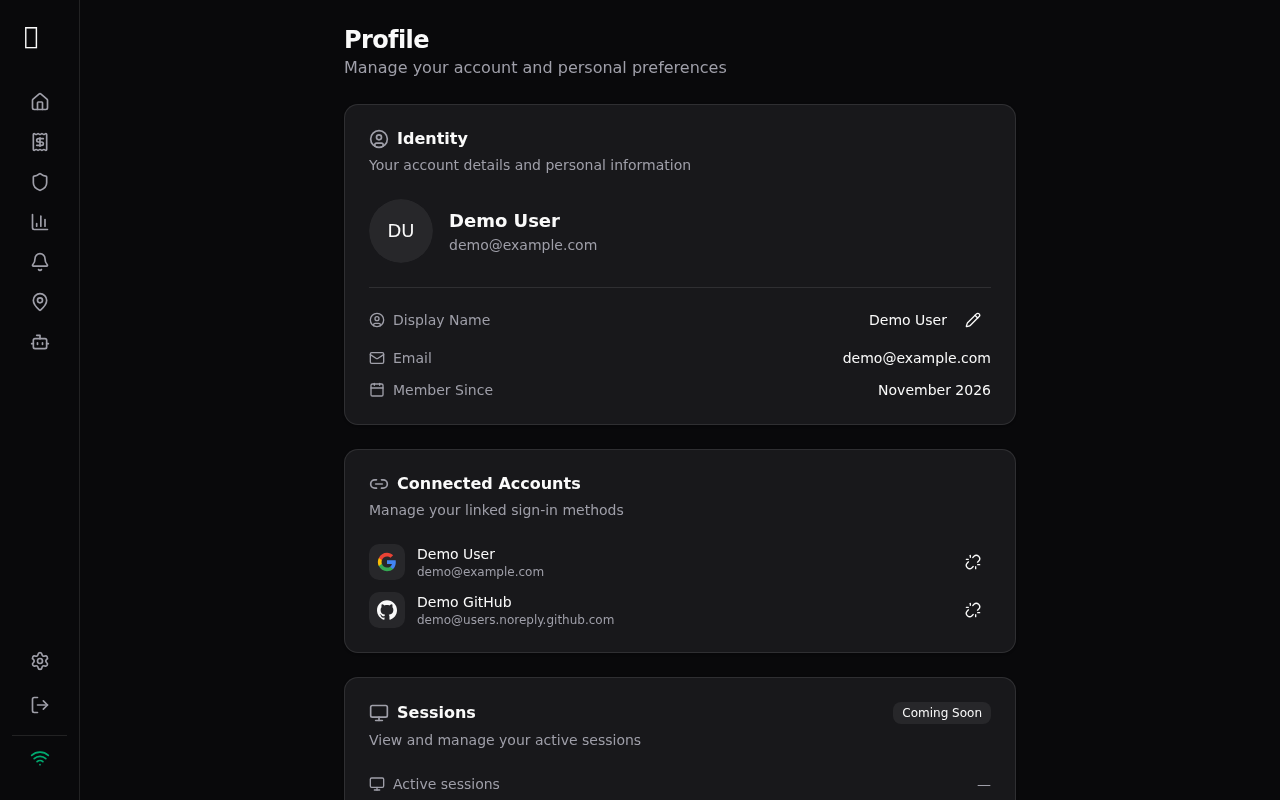 Profile
Manage your account and personal preferences
Identity
Your account details and personal information
DU
Demo User
demo@example.com
Display Name
Demo User
Email
demo@example.com
Member Since
November 2026
Connected Accounts
Manage your linked sign-in methods
Demo User
demo@example.com
Demo GitHub
demo@users.noreply.github.com
Sessions
Coming Soon
View and manage your active sessions
Active sessions
—